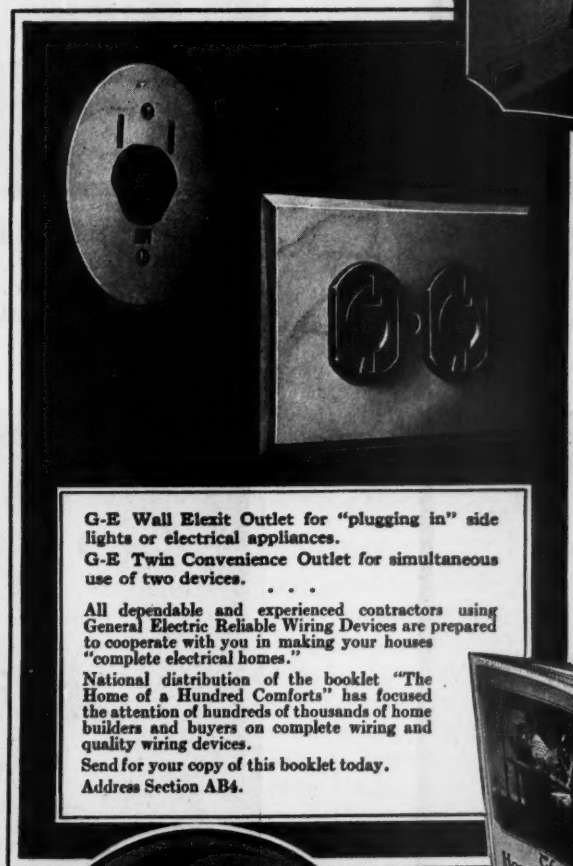 G-E Wall Elexit Outlet for "plugging in" side
lights or electrical appliances.
G-E Twin Convenience Outlet for simultaneous
use of two devices.
• • •
All dependable and experienced contractors using
General Electric Reliable Wiring Devices are prepared
to cooperate with you in making your houses
"complete electrical homes."
National distribution of the booklet "The
Home of a Hundred Comforts" has focused
the attention of hundreds of thousands of home
builders and buyers on complete wiring and
quality wiring devices.
Send for your copy of this booklet today.
Address Section AB4.